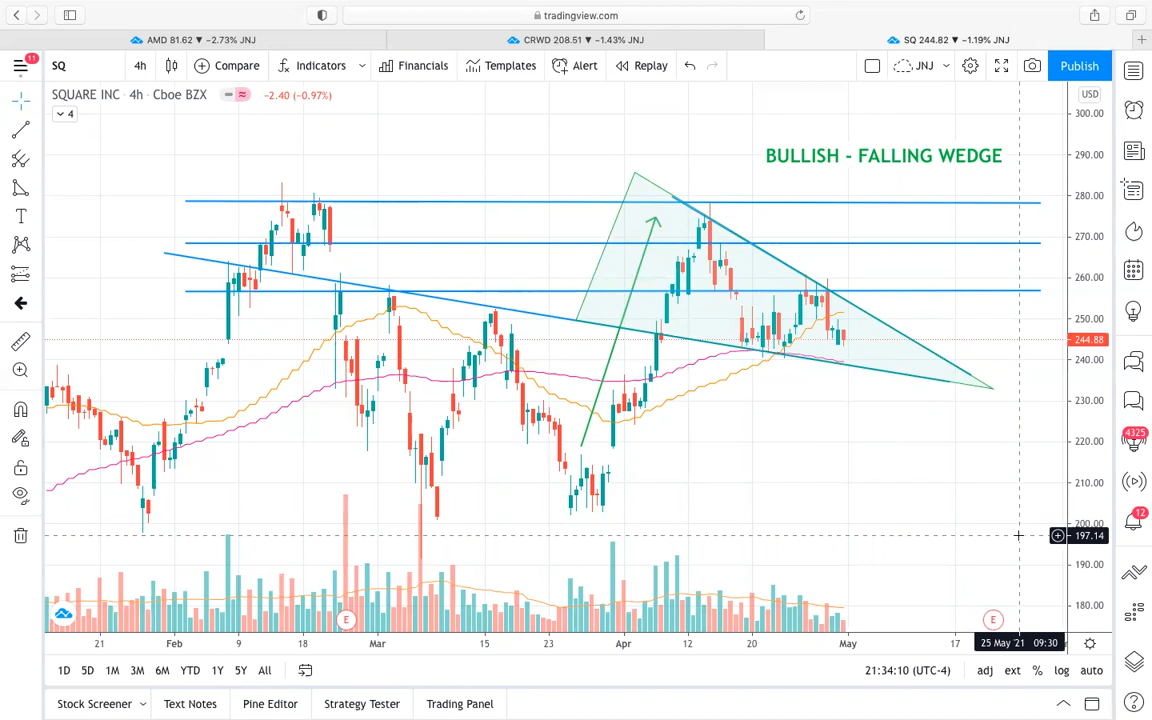 tradingview.com
AMD 81.62 ▼ −2.73% JNJ
CRWD 208.51 ▼ −1.43% JNJ
SQ 244.82 ▼ −1.19% JNJ
11
SQ
4h
Compare
Indicators
Financials
Templates
Alert
Replay
JNJ
Publish
SQUARE INC · 4h · Cboe BZX
−2.40 (−0.97%)
USD
4
BULLISH - FALLING WEDGE
300.00
290.00
280.00
270.00
260.00
250.00
244.88
240.00
230.00
220.00
210.00
200.00
197.14
190.00
180.00
4325
12
E
E
21
Feb
9
18
Mar
15
23
Apr
12
20
May
17
25 May '21 09:30
1D
5D
1M
3M
6M
YTD
1Y
5Y
All
21:34:10 (UTC-4)
adj
ext
%
log
auto
Stock Screener
Text Notes
Pine Editor
Strategy Tester
Trading Panel